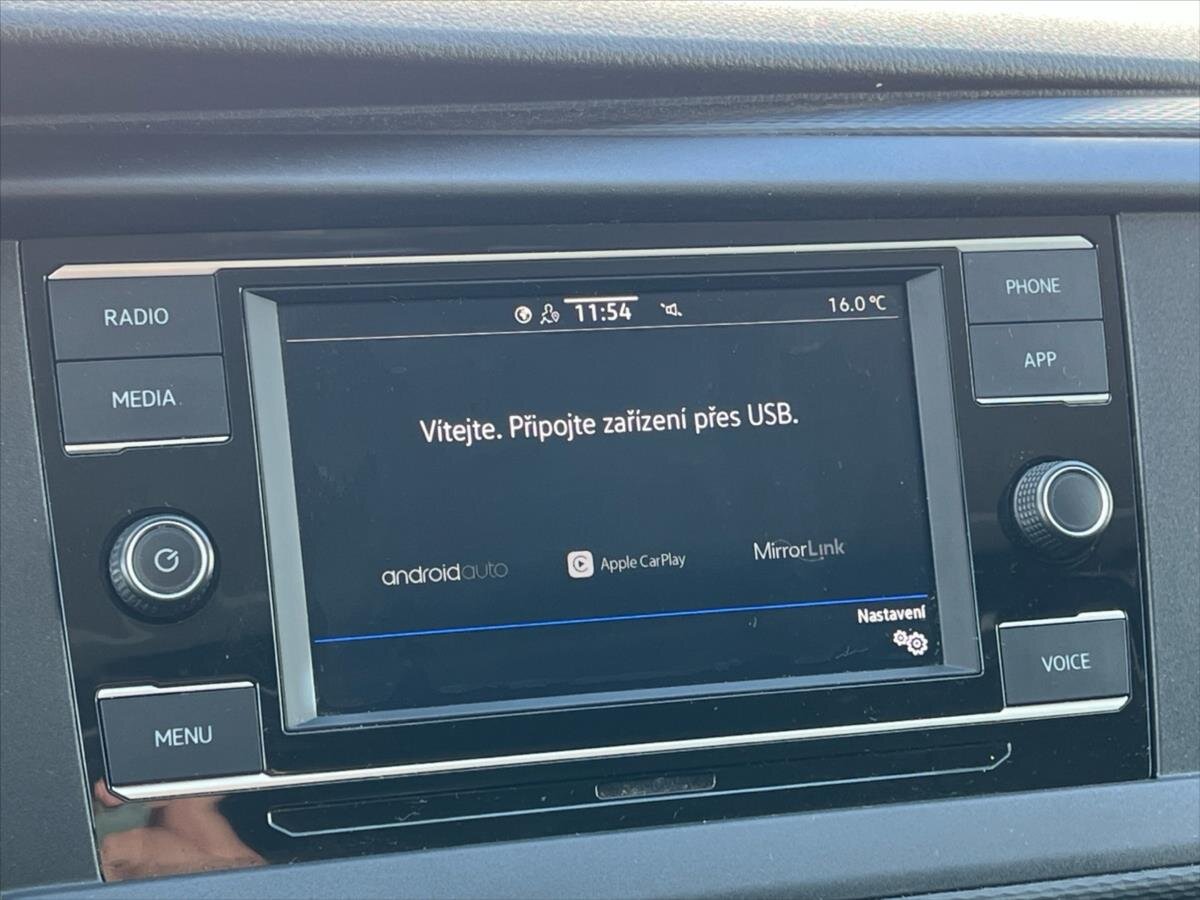 RADIO
MEDIA
MENU
11:54
16.0 °C
Vítejte. Připojte zařízení přes USB.
androidauto
Apple CarPlay
MirrorLink
Nastavení
PHONE
APP
VOICE